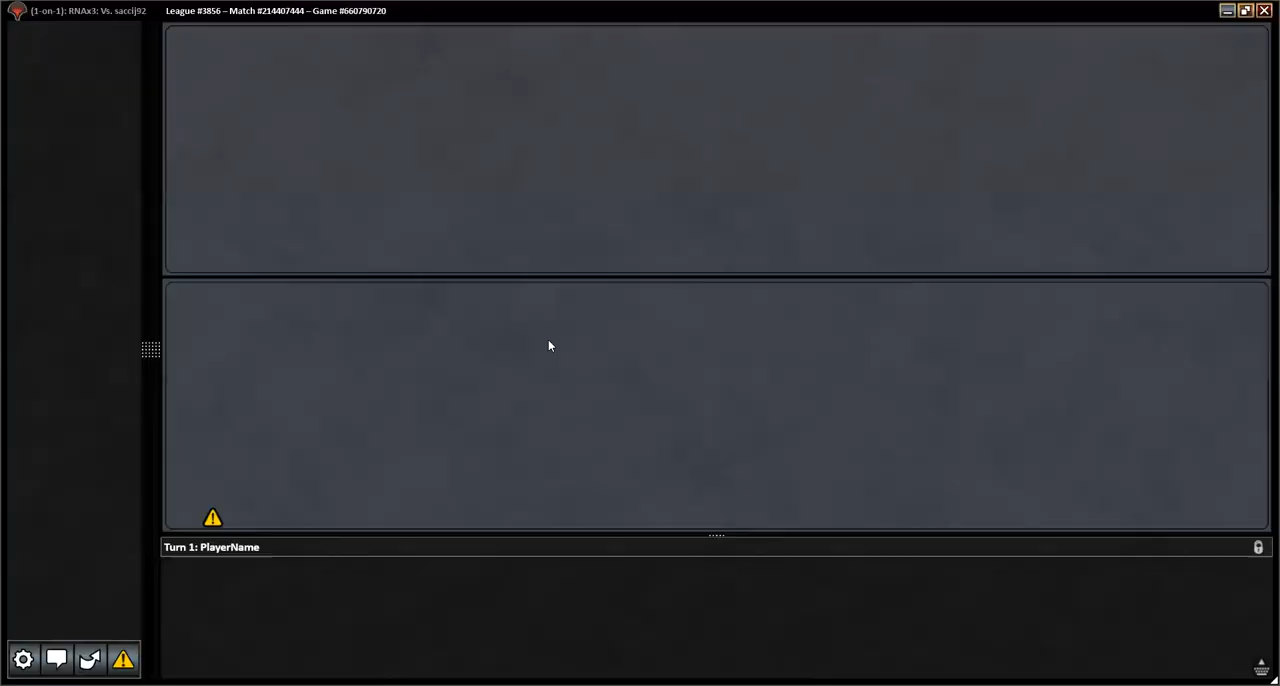 (1-on-1): RNAx3: Vs. saccij92
League #3856 – Match #214407444 – Game #660790720
Turn 1: PlayerName